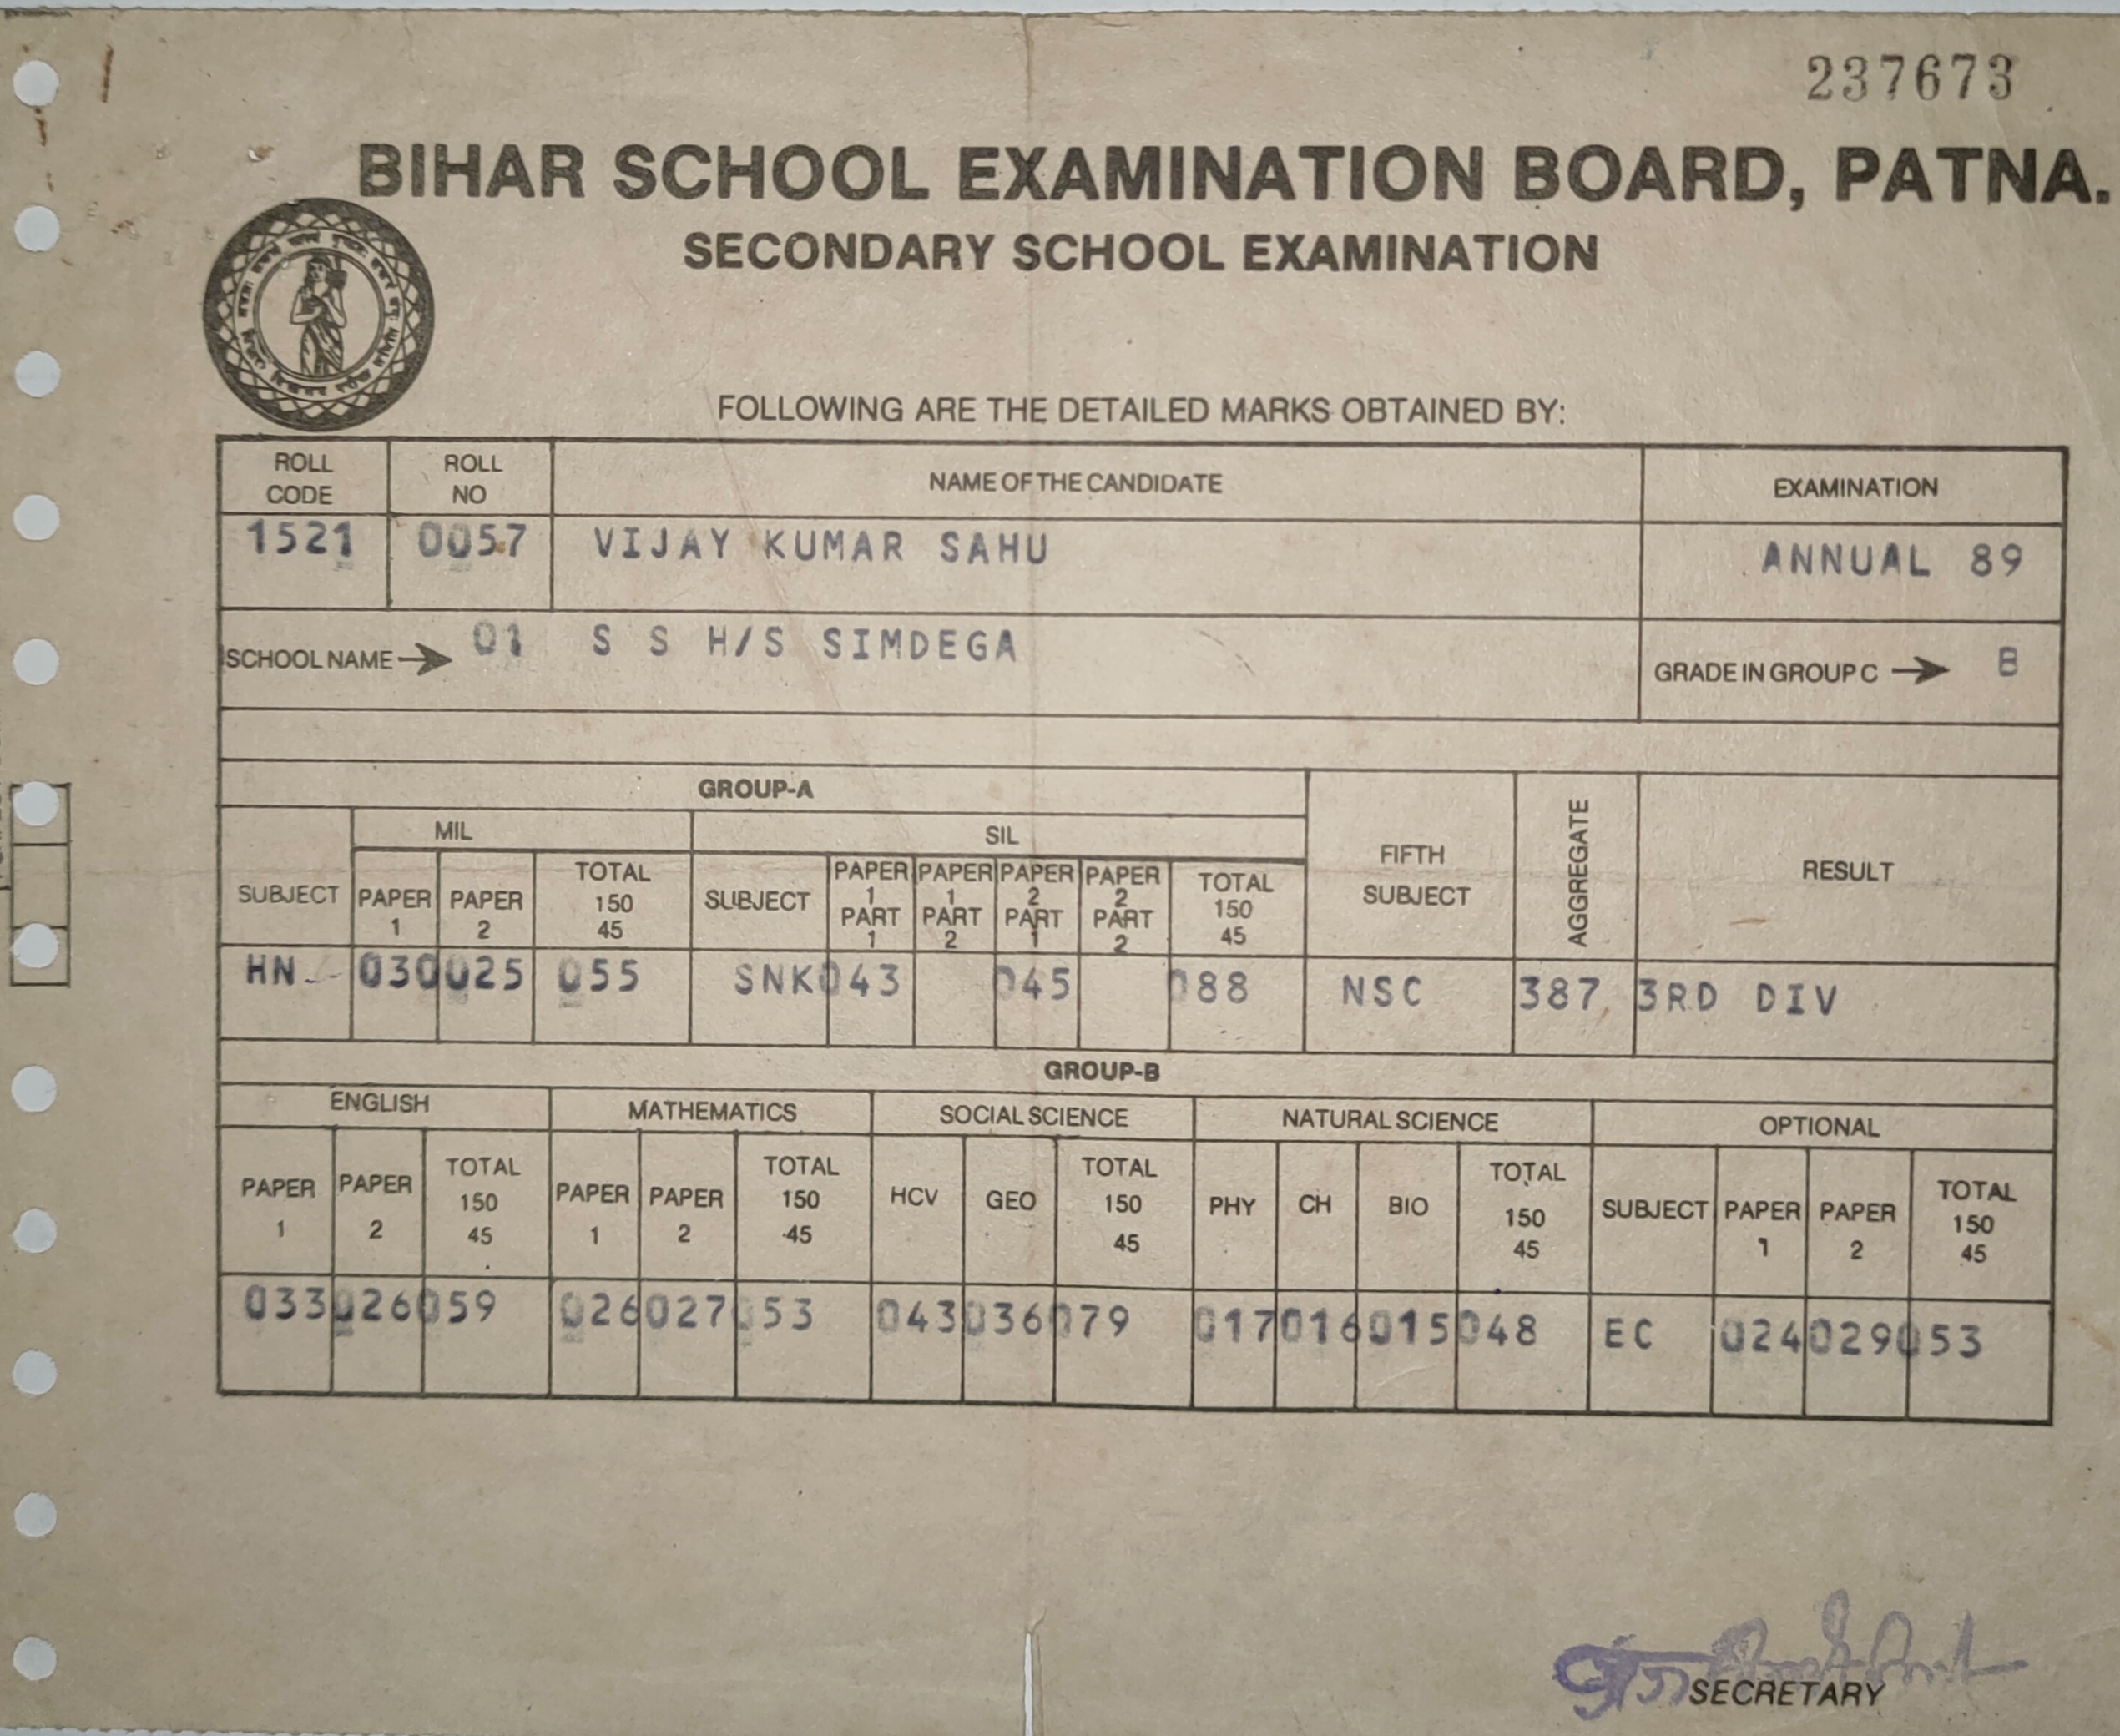 237673
BIHAR SCHOOL EXAMINATION BOARD, PATNA.
SECONDARY SCHOOL EXAMINATION
FOLLOWING ARE THE DETAILED MARKS OBTAINED BY:
ROLL CODE ROLL NO NAME OF THE CANDIDATE EXAMINATION
1521 0057 VIJAY KUMAR SAHU ANNUAL 89
SCHOOL NAME → 01 S S H/S SIMDEGA GRADE IN GROUP C → B
GROUP-A
MIL SIL
SUBJECT PAPER 1 PAPER 2 TOTAL 150 45 SUBJECT PAPER 1 PART 1 PAPER 1 PART 2 PAPER 2 PART 1 PAPER 2 PART 2 TOTAL 150 45 FIFTH SUBJECT AGGREGATE RESULT
HN 030 025 055 SNK 043 045 088 NSC 387 3RD DIV
GROUP-B
ENGLISH MATHEMATICS SOCIAL SCIENCE NATURAL SCIENCE OPTIONAL
PAPER 1 PAPER 2 TOTAL 150 45 PAPER 1 PAPER 2 TOTAL 150 45 HCV GEO TOTAL 150 45 PHY CH BIO TOTAL 150 45 SUBJECT PAPER 1 PAPER 2 TOTAL 150 45
033 026 059 026 027 053 043 036 079 017 016 015 048 EC 024 029 053
SECRETARY